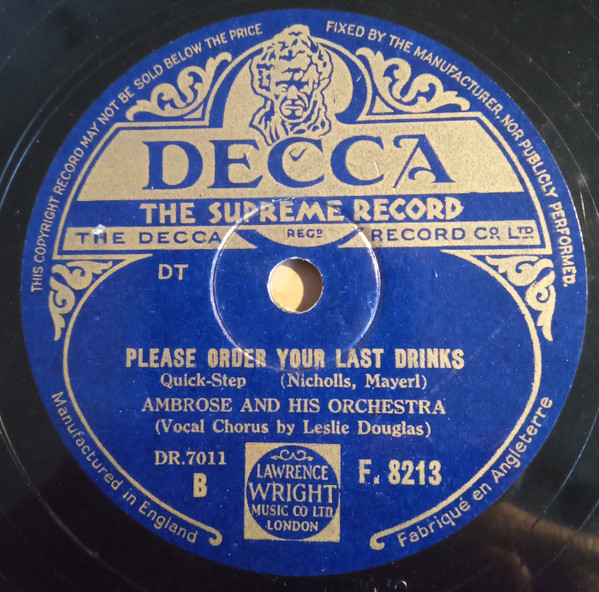 THIS COPYRIGHT RECORD MAY NOT BE SOLD BELOW THE PRICE FIXED BY THE MANUFACTURER, NOR PUBLICLY PERFORMED.
DECCA
THE SUPREME RECORD
THE DECCA REGD RECORD CO. LTD
DT
PLEASE ORDER YOUR LAST DRINKS
Quick-Step (Nicholls, Mayerl)
AMBROSE AND HIS ORCHESTRA
(Vocal Chorus by Leslie Douglas)
DR.7011
B
LAWRENCE
WRIGHT
MUSIC CO LTD
LONDON
F. 8213
Manufactured in England
Fabriqué en Angleterre